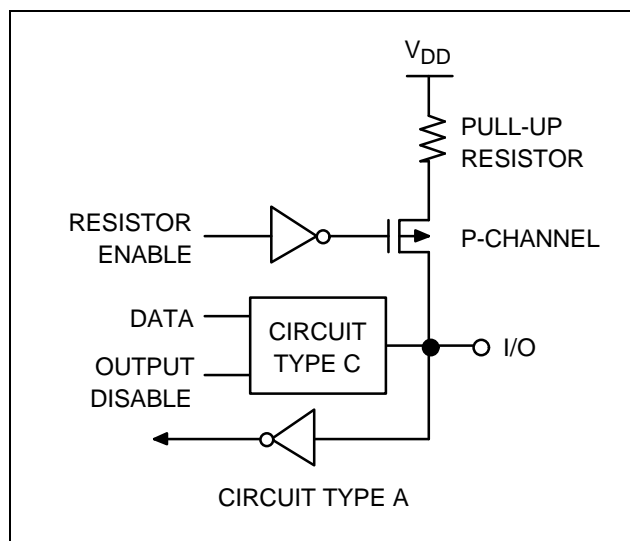 VDD
PULL-UP
RESISTOR
RESISTOR
ENABLE
P-CHANNEL
DATA
OUTPUT
DISABLE
CIRCUIT
TYPE C
I/O
CIRCUIT TYPE A